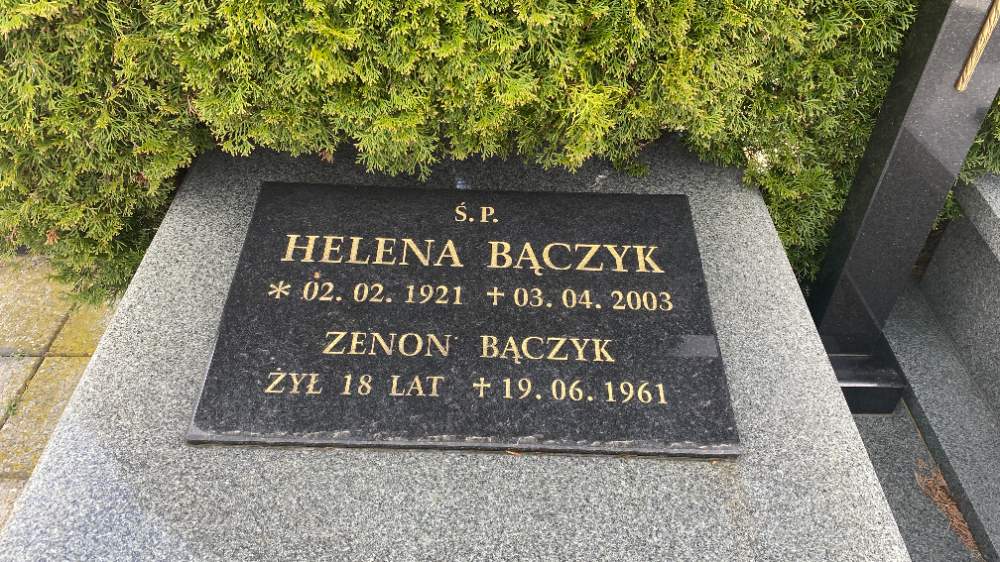 Ś. P.
HELENA BĄCZYK
* 02. 02. 1921 ✝ 03. 04. 2003
ZENON BĄCZYK
ŻYŁ 18 LAT ✝ 19. 06. 1961